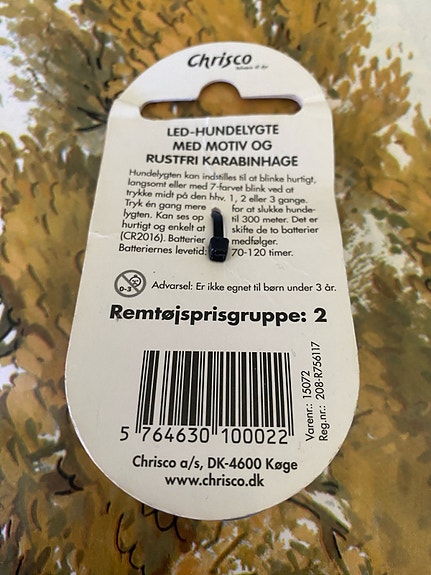 Chrisco
LED-HUNDELYGTE
MED MOTIV OG
RUSTFRI KARABINHAGE
Hundelygten kan indstilles til at blinke hurtigt,
langsomt eller med 7-farvet blink ved at
trykke midt på den hhv. 1, 2 eller 3 gange.
Tryk én gang mere for at slukke hunde-
lygten. Kan ses op til 300 meter. Det er
hurtigt og enkelt at skifte de to batterier
(CR2016). Batterier medfølger.
Batteriernes levetid: 70-120 timer.
0-3
Advarsel: Er ikke egnet til børn under 3 år.
Remtøjsprisgruppe: 2
5 764630 100022
Varenr.: 15072
Reg.nr.: 208-R756117
Chrisco a/s, DK-4600 Køge
www.chrisco.dk